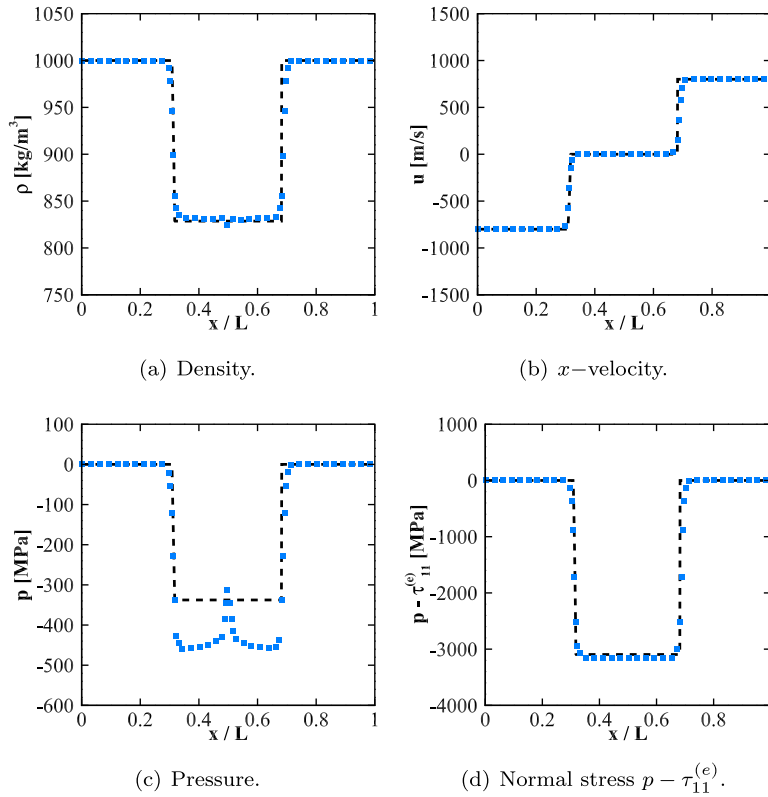 1050
1000
950
900
850
800
750
ρ [kg/m³]
0 0.2 0.4 0.6 0.8 1
x / L
(a) Density.
1500
1000
500
0
-500
-1000
-1500
u [m/s]
0 0.2 0.4 0.6 0.8
x / L
(b) x−velocity.
100
0
-100
-200
-300
-400
-500
-600
p [MPa]
0 0.2 0.4 0.6 0.8 1
x / L
(c) Pressure.
1000
0
-1000
-2000
-3000
-4000
p - τ₁₁⁽ᵉ⁾ [MPa]
0 0.2 0.4 0.6 0.8 1
x / L
(d) Normal stress p − τ₁₁⁽ᵉ⁾.